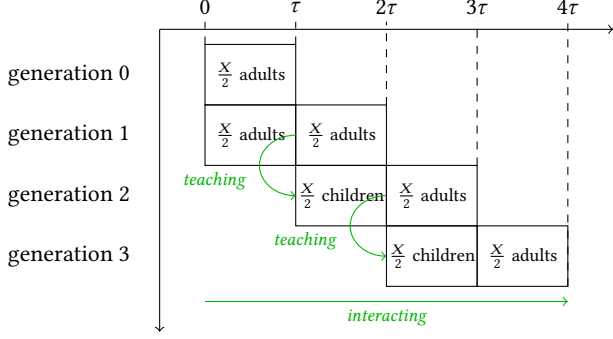 0 τ 2τ 3τ 4τ
generation 0 X/2 adults
generation 1 X/2 adults X/2 adults
teaching
generation 2 X/2 children X/2 adults
teaching
generation 3 X/2 children X/2 adults
interacting